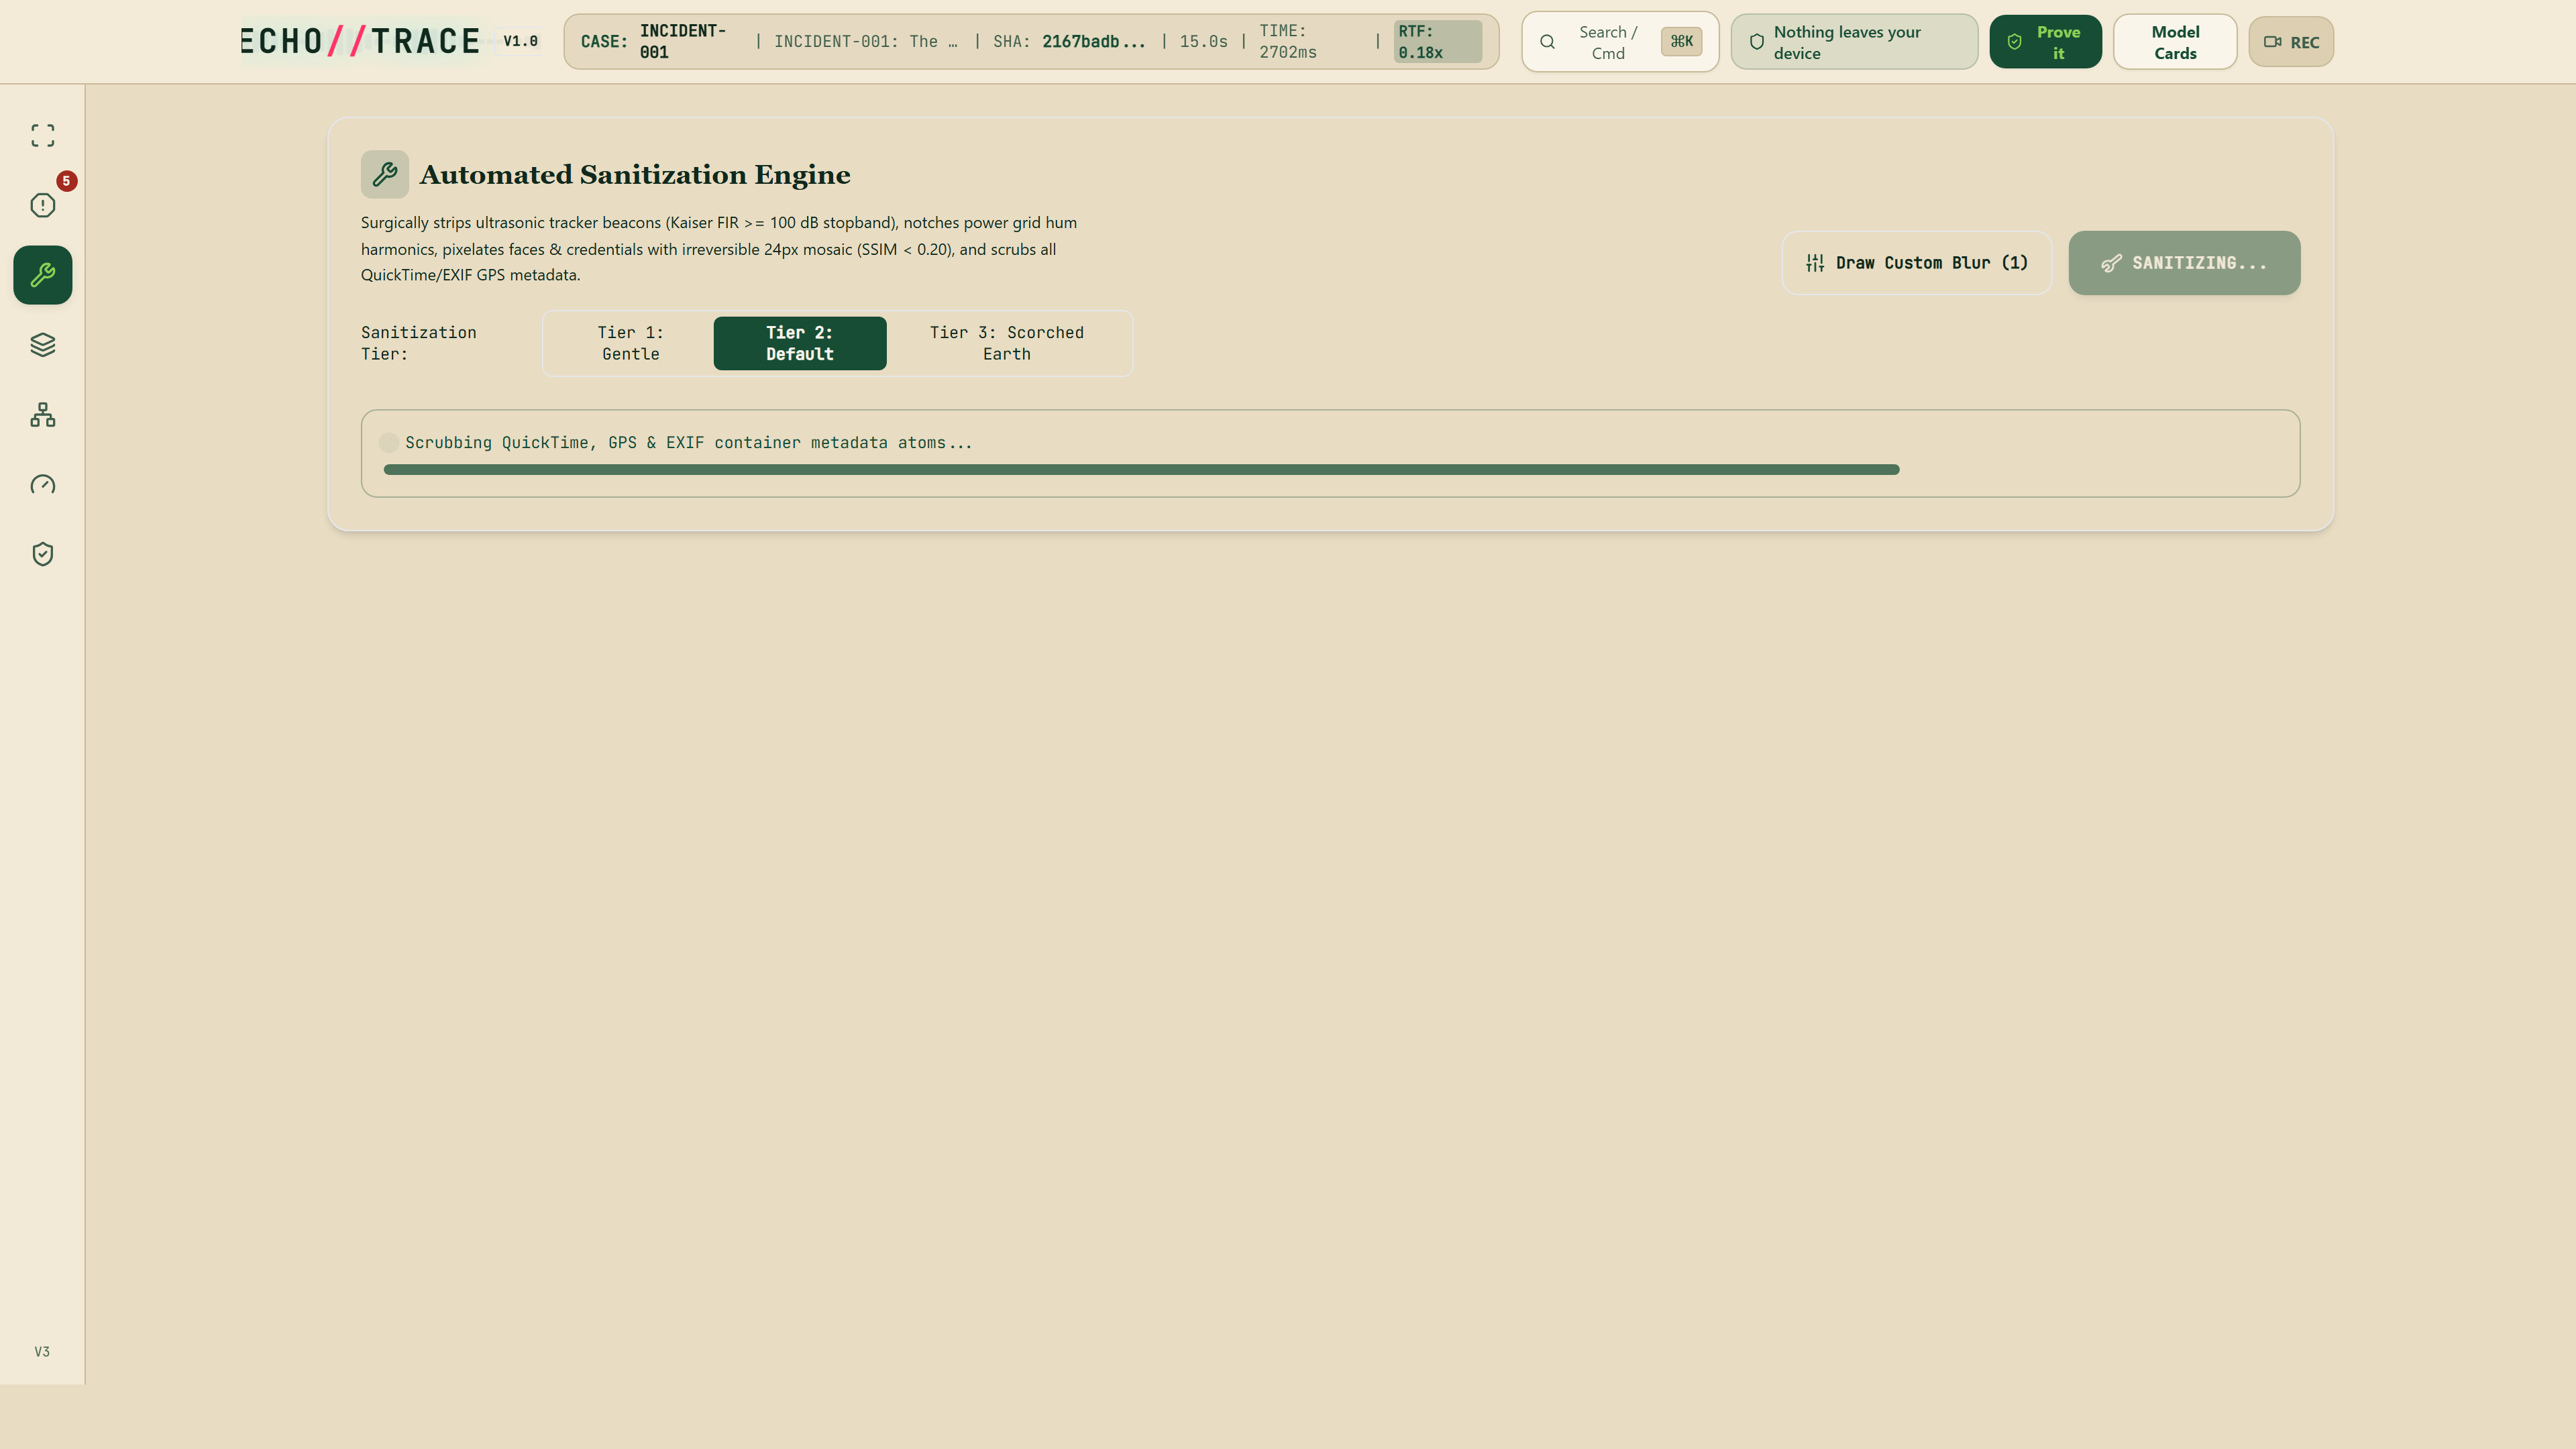 ECHO//TRACE V1.0
CASE: INCIDENT-001 | INCIDENT-001: The … | SHA: 2167badb... | 15.0s | TIME: 2702ms | RTF: 0.18x
Search / Cmd ⌘K
Nothing leaves your device
Prove it
Model Cards
REC
5
Automated Sanitization Engine
Surgically strips ultrasonic tracker beacons (Kaiser FIR >= 100 dB stopband), notches power grid hum
harmonics, pixelates faces & credentials with irreversible 24px mosaic (SSIM < 0.20), and scrubs all
QuickTime/EXIF GPS metadata.
Draw Custom Blur (1)
SANITIZING...
Sanitization Tier:
Tier 1: Gentle
Tier 2: Default
Tier 3: Scorched Earth
Scrubbing QuickTime, GPS & EXIF container metadata atoms...
V3